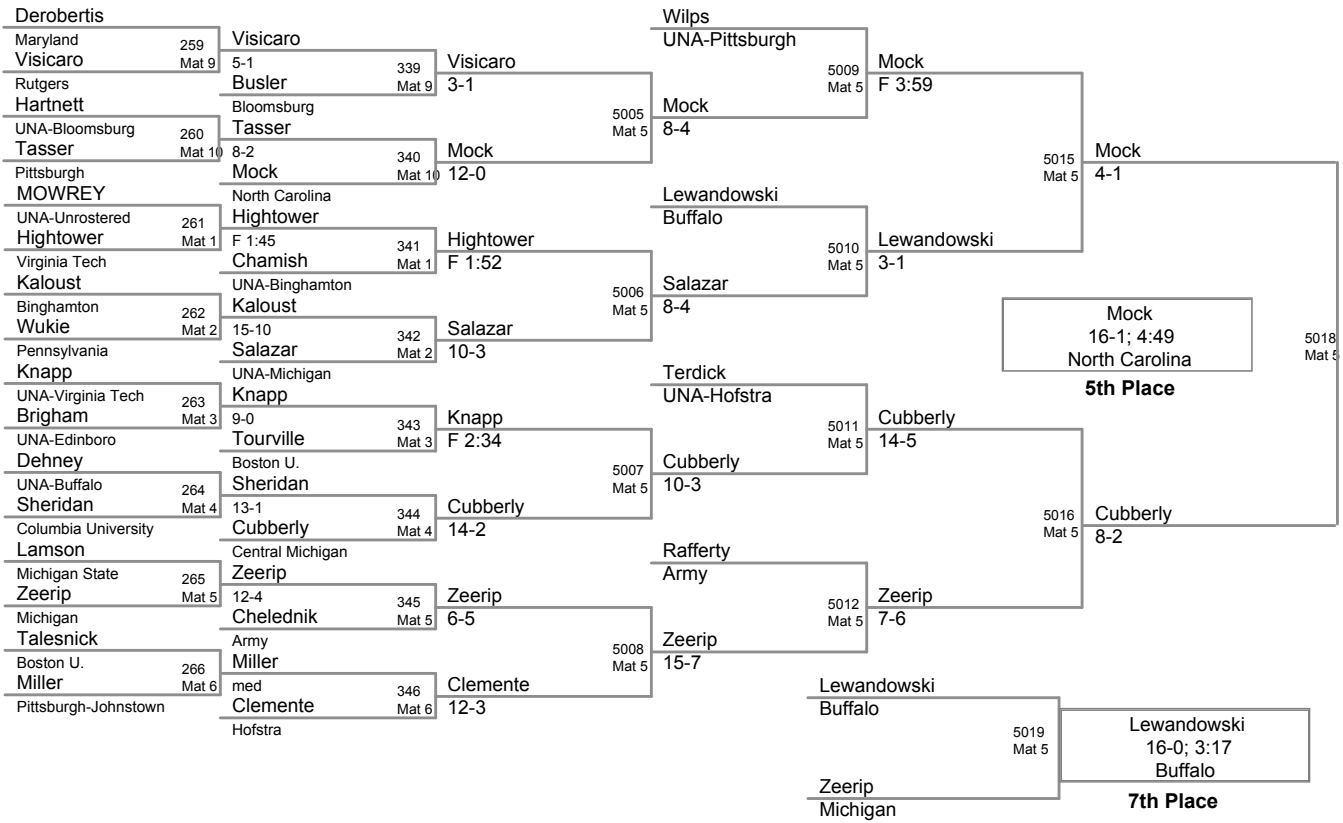 Derobertis
Maryland
259
Mat 9
Visicaro
Rutgers
Hartnett
UNA-Bloomsburg
260
Mat 10
Tasser
Pittsburgh
MOWREY
UNA-Unrostered
261
Mat 1
Hightower
Virginia Tech
Kaloust
Binghamton
262
Mat 2
Wukie
Pennsylvania
Knapp
UNA-Virginia Tech
263
Mat 3
Brigham
UNA-Edinboro
Dehney
UNA-Buffalo
264
Mat 4
Sheridan
Columbia University
Lamson
Michigan State
265
Mat 5
Zeerip
Michigan
Talesnick
Boston U.
266
Mat 6
Miller
Pittsburgh-Johnstown
Visicaro
5-1
339
Mat 9
Busler
Bloomsburg
Tasser
8-2
340
Mat 10
Mock
North Carolina
Hightower
F 1:45
341
Mat 1
Chamish
UNA-Binghamton
Kaloust
15-10
342
Mat 2
Salazar
UNA-Michigan
Knapp
9-0
343
Mat 3
Tourville
Boston U.
Sheridan
13-1
344
Mat 4
Cubberly
Central Michigan
Zeerip
12-4
345
Mat 5
Chelednik
Army
Miller
med
346
Mat 6
Clemente
Hofstra
Visicaro
3-1
5005
Mat 5
Mock
12-0
Hightower
F 1:52
5006
Mat 5
Salazar
10-3
Knapp
F 2:34
5007
Mat 5
Cubberly
14-2
Zeerip
6-5
5008
Mat 5
Clemente
12-3
Wilps
UNA-Pittsburgh
5009
Mat 5
Mock
8-4
Lewandowski
Buffalo
5010
Mat 5
Salazar
8-4
Terdick
UNA-Hofstra
5011
Mat 5
Cubberly
10-3
Rafferty
Army
5012
Mat 5
Zeerip
15-7
Mock
F 3:59
5015
Mat 5
Lewandowski
3-1
Cubberly
14-5
5016
Mat 5
Zeerip
7-6
Mock
4-1
5018
Mat 5
Cubberly
8-2
Mock
16-1; 4:49
North Carolina
5th Place
Lewandowski
Buffalo
5019
Mat 5
Zeerip
Michigan
Lewandowski
16-0; 3:17
Buffalo
7th Place